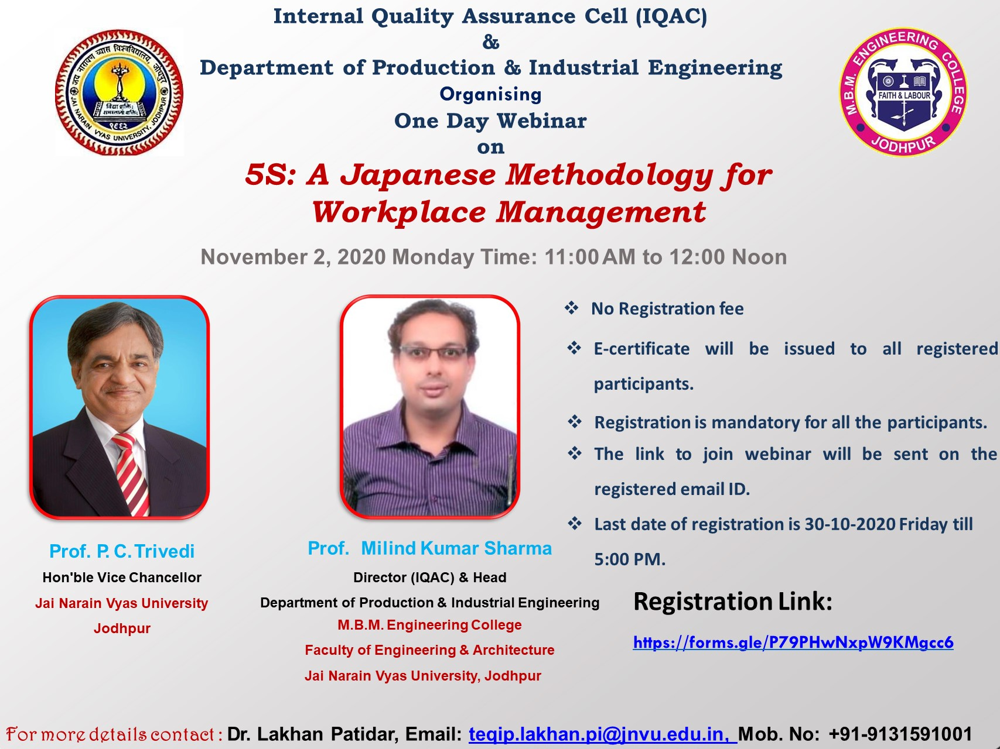 Internal Quality Assurance Cell (IQAC)
&
Department of Production & Industrial Engineering
Organising
One Day Webinar
on
5S: A Japanese Methodology for
Workplace Management
November 2, 2020 Monday Time: 11:00 AM to 12:00 Noon
जय नारायण व्यास विश्वविद्यालय, जोधपुर
१९६२
JAI NARAIN VYAS UNIVERSITY, JODHPUR
M.B.M. ENGINEERING COLLEGE
FAITH & LABOUR
JODHPUR
Prof. P. C. Trivedi
Hon'ble Vice Chancellor
Jai Narain Vyas University
Jodhpur
Prof. Milind Kumar Sharma
Director (IQAC) & Head
Department of Production & Industrial Engineering
M.B.M. Engineering College
Faculty of Engineering & Architecture
Jai Narain Vyas University, Jodhpur
❖ No Registration fee
❖ E-certificate will be issued to all registered
participants.
❖ Registration is mandatory for all the participants.
❖ The link to join webinar will be sent on the
registered email ID.
❖ Last date of registration is 30-10-2020 Friday till
5:00 PM.
Registration Link:
https://forms.gle/P79PHwNxpW9KMgcc6
For more details contact : Dr. Lakhan Patidar, Email: teqip.lakhan.pi@jnvu.edu.in, Mob. No: +91-9131591001